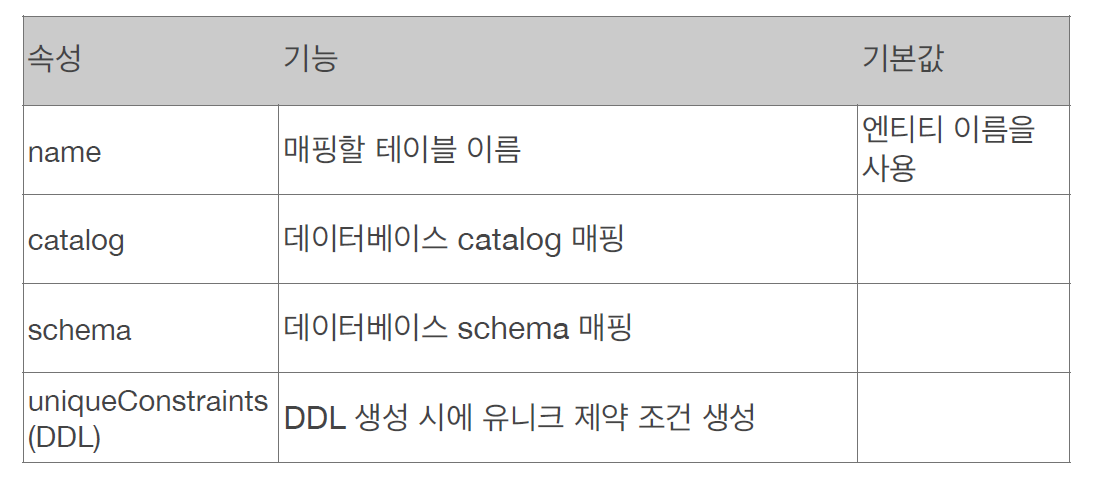 속성 기능 기본값
name 매핑할 테이블 이름 엔티티 이름을
사용
catalog 데이터베이스 catalog 매핑
schema 데이터베이스 schema 매핑
uniqueConstraints
(DDL) DDL 생성 시에 유니크 제약 조건 생성